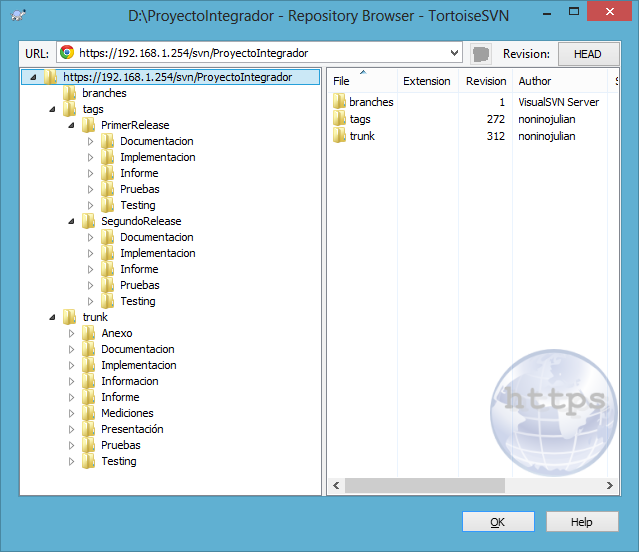 D:\ProyectoIntegrador - Repository Browser - TortoiseSVN
URL: https://192.168.1.254/svn/ProyectoIntegrador Revision: HEAD
https://192.168.1.254/svn/ProyectoIntegrador
branches
tags
PrimerRelease
Documentacion
Implementacion
Informe
Pruebas
Testing
SegundoRelease
Documentacion
Implementacion
Informe
Pruebas
Testing
trunk
Anexo
Documentacion
Implementacion
Informacion
Informe
Mediciones
Presentación
Pruebas
Testing
File Extension Revision Author S
branches 1 VisualSVN Server
tags 272 noninojulian
trunk 312 noninojulian
https
OK Help